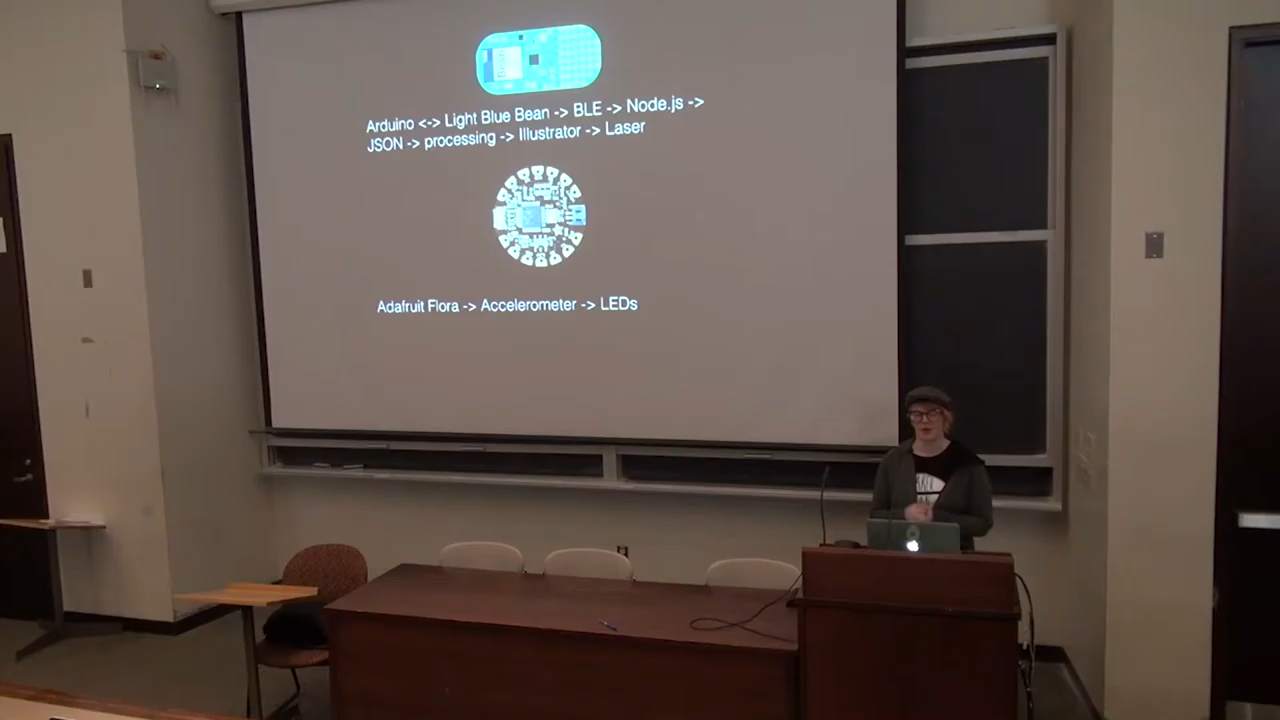 Arduino <-> Light Blue Bean -> BLE -> Node.js ->
JSON -> processing -> Illustrator -> Laser
Adafruit Flora -> Accelerometer -> LEDs